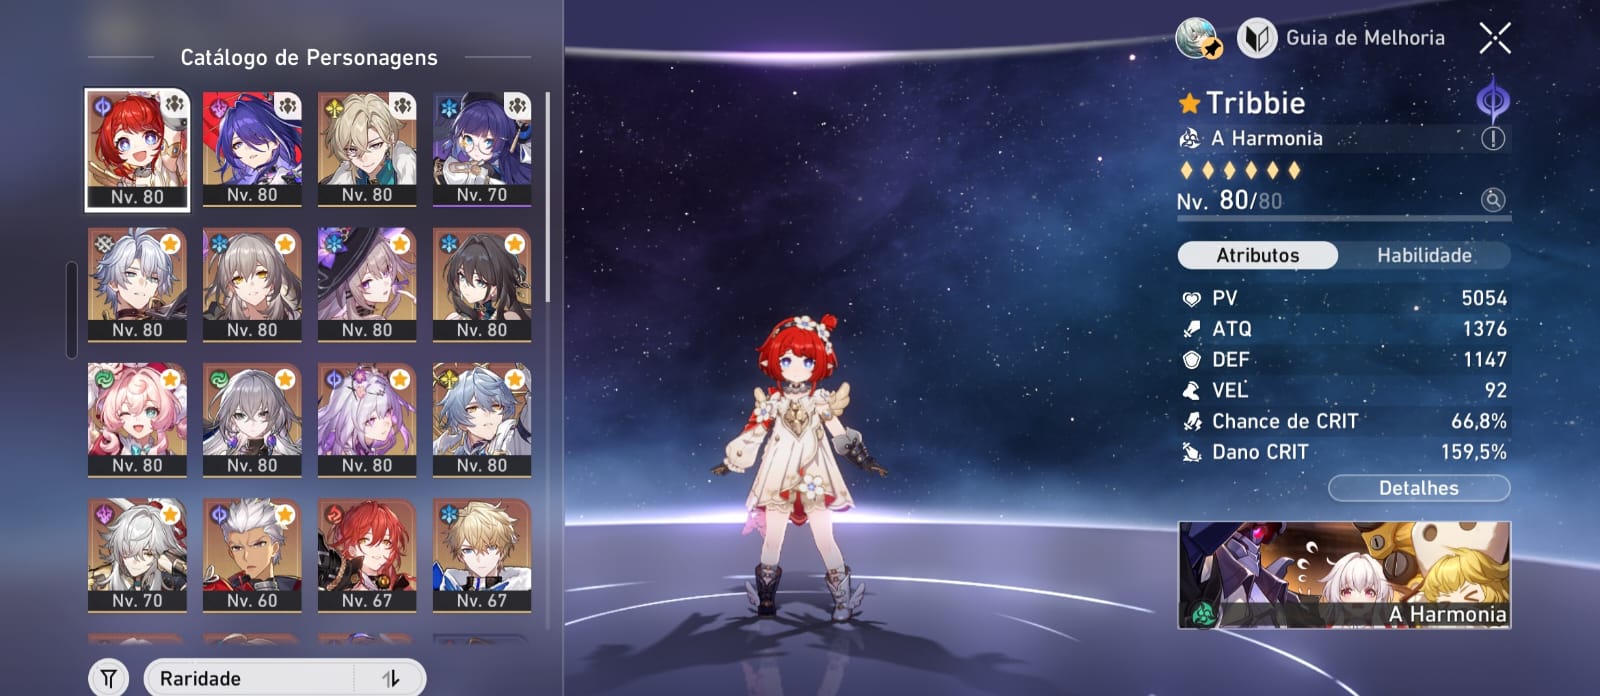 Catálogo de Personagens
Nv. 80
Nv. 80
Nv. 80
Nv. 70
Nv. 80
Nv. 80
Nv. 80
Nv. 80
Nv. 80
Nv. 80
Nv. 80
Nv. 80
Nv. 70
Nv. 60
Nv. 67
Nv. 67
Raridade
Guia de Melhoria
Tribbie
A Harmonia
Nv. 80/80
Atributos Habilidade
PV 5054
ATQ 1376
DEF 1147
VEL 92
Chance de CRIT 66,8%
Dano CRIT 159,5%
Detalhes
A Harmonia